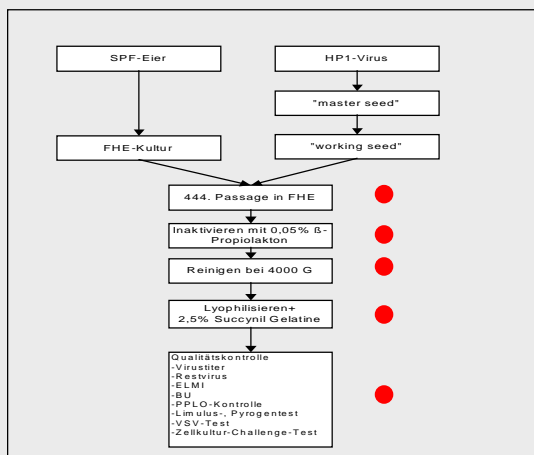 SPF-Eier
HP1-Virus
"master seed"
FHE-Kultur
"working seed"
444. Passage in FHE
Inaktivieren mit 0,05% ß-
Propiolakton
Reinigen bei 4000 G
Lyophilisieren+
2,5% Succynil Gelatine
Qualitätskontrolle
-Virustiter
-Restvirus
-ELMI
-BU
-PPLO-Kontrolle
-Limulus-, Pyrogentest
-VSV-Test
-Zellkultur-Challenge-Test